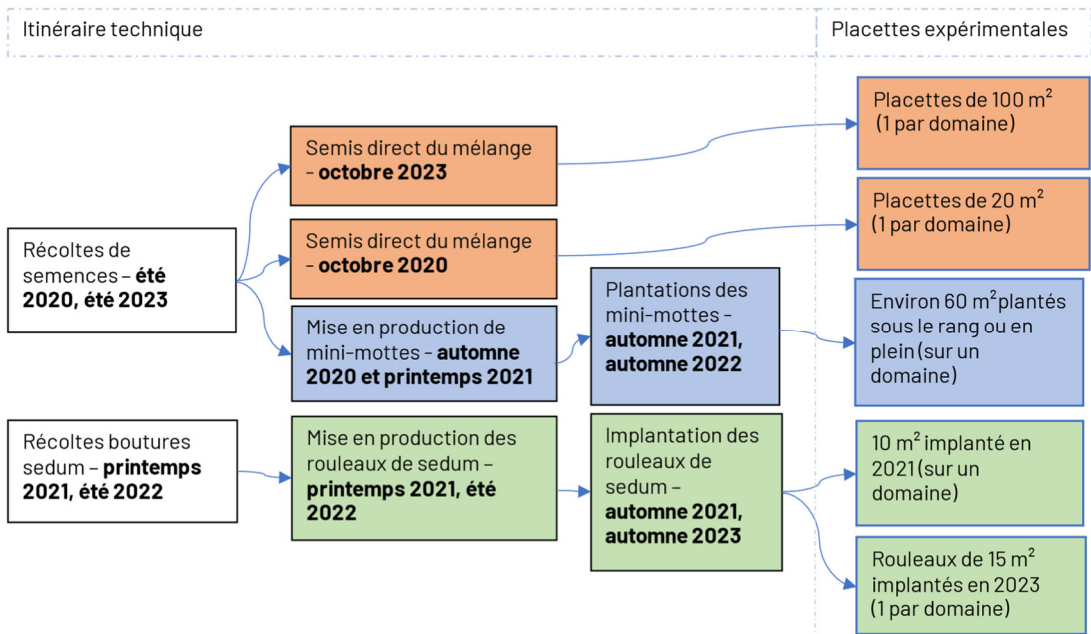 Itinéraire technique
Placettes expérimentales
Récoltes de
semences – été
2020, été 2023
Semis direct du mélange
– octobre 2023
Placettes de 100 m²
(1 par domaine)
Semis direct du mélange
– octobre 2020
Placettes de 20 m²
(1 par domaine)
Mise en production de
mini-mottes - automne
2020 et printemps 2021
Plantations des
mini-mottes –
automne 2021,
automne 2022
Environ 60 m² plantés
sous le rang ou en
plein (sur un
domaine)
Récoltes boutures
sedum – printemps
2021, été 2022
Mise en production des
rouleaux de sedum –
printemps 2021, été
2022
Implantation des
rouleaux de
sedum –
automne 2021,
automne 2023
10 m² implanté en
2021 (sur un
domaine)
Rouleaux de 15 m²
implantés en 2023
(1 par domaine)